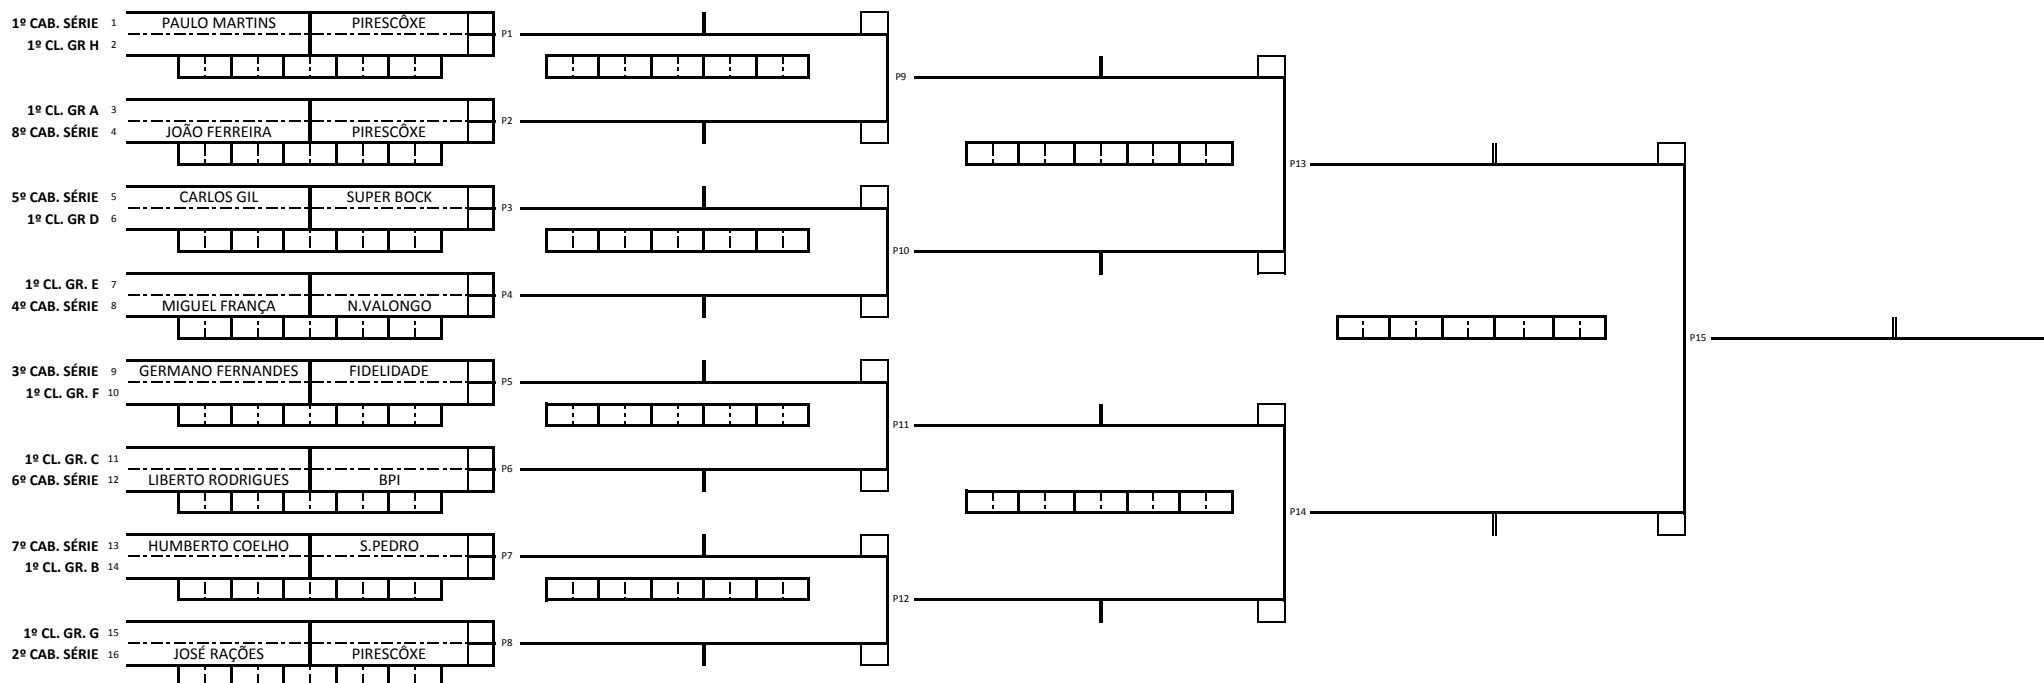 1º CAB. SÉRIE 1 PAULO MARTINS PIRESCÔXE
P1
1º CL. GR H 2
P9
1º CL. GR A 3
P2
8º CAB. SÉRIE 4 JOÃO FERREIRA PIRESCÔXE
P13
5º CAB. SÉRIE 5 CARLOS GIL SUPER BOCK
P3
1º CL. GR D 6
P10
1º CL. GR. E 7
P4
4º CAB. SÉRIE 8 MIGUEL FRANÇA N.VALONGO
P15
3º CAB. SÉRIE 9 GERMANO FERNANDES FIDELIDADE
P5
1º CL. GR. F 10
P11
1º CL. GR. C 11
P6
6º CAB. SÉRIE 12 LIBERTO RODRIGUES BPI
P14
7º CAB. SÉRIE 13 HUMBERTO COELHO S.PEDRO
P7
1º CL. GR. B 14
P12
1º CL. GR. G 15
P8
2º CAB. SÉRIE 16 JOSÉ RAÇÕES PIRESCÔXE